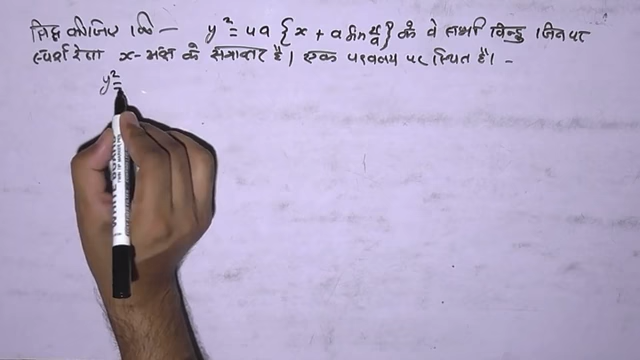 सिद्ध कीजिए कि — y² = 4a {x + a sin x/a} के वे सभी बिन्दु जिन पर
स्पर्श रेखा x-अक्ष के समान्तर है। एक परवलय पर स्थित है। -
y² =